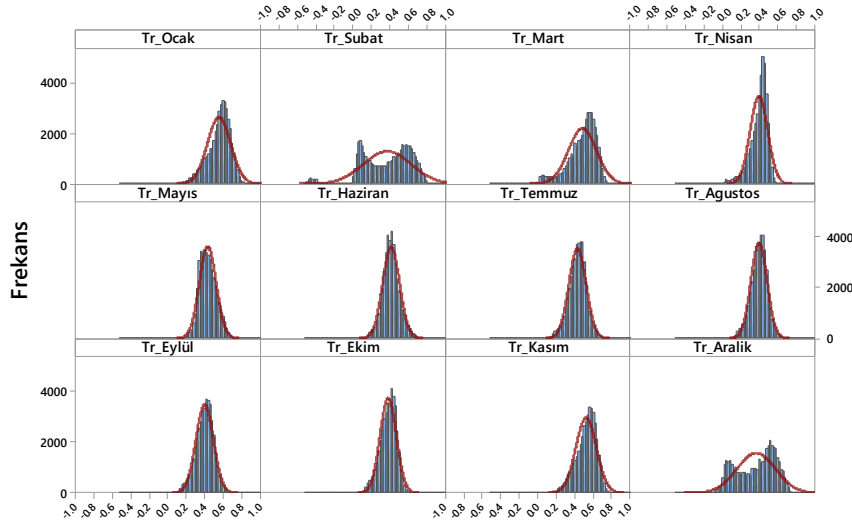 -1.0 -0.8 -0.6 -0.4 -0.2 0.0 0.2 0.4 0.6 0.8 1.0 -1.0 -0.8 -0.6 -0.4 -0.2 0.0 0.2 0.4 0.6 0.8 1.0
Tr_Ocak Tr_Subat Tr_Mart Tr_Nisan
4000
2000
0
Tr_Mayıs Tr_Haziran Tr_Temmuz Tr_Agustos
4000
2000
0
Tr_Eylül Tr_Ekim Tr_Kasım Tr_Aralik
4000
2000
0
-1.0 -0.8 -0.6 -0.4 -0.2 0.0 0.2 0.4 0.6 0.8 1.0 -1.0 -0.8 -0.6 -0.4 -0.2 0.0 0.2 0.4 0.6 0.8 1.0
Frekans